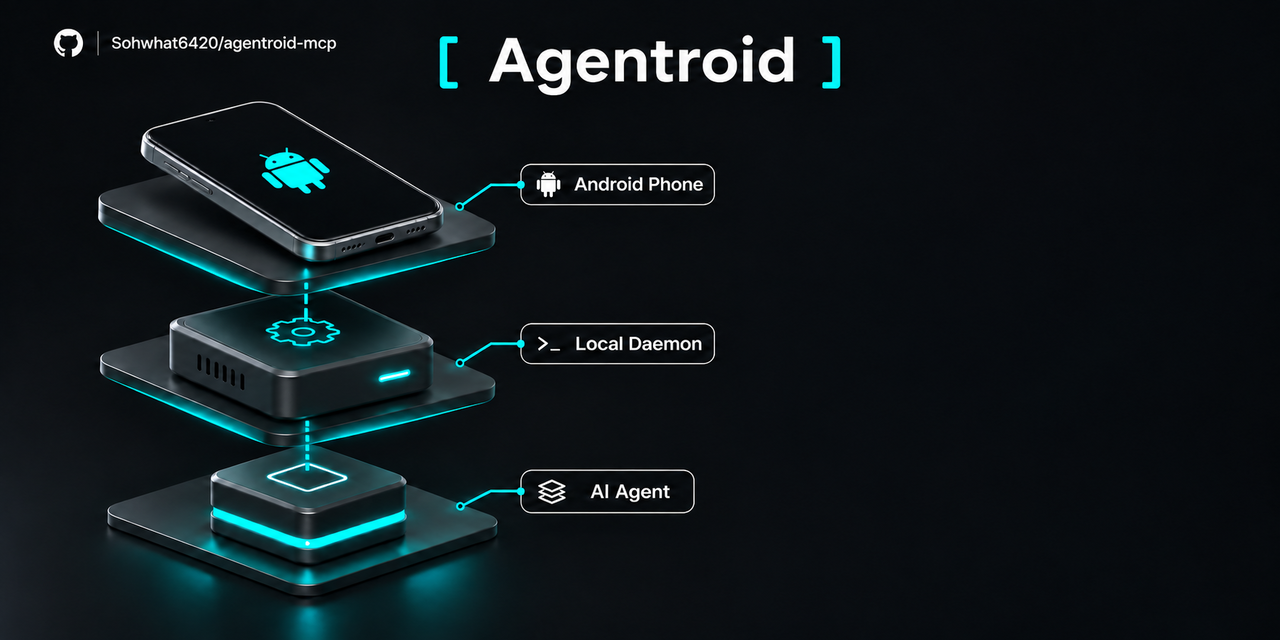 Sohwhat6420/agentroid-mcp
[ Agentroid ]
Android Phone
>_ Local Daemon
AI Agent